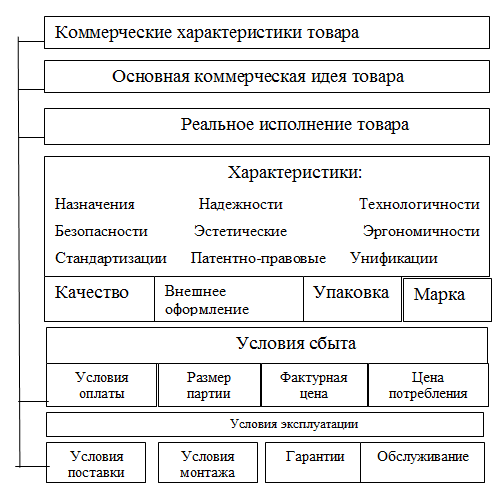 Коммерческие характеристики товара
Основная коммерческая идея товара
Реальное исполнение товара
Характеристики:
Назначения Надежности Технологичности
Безопасности Эстетические Эргономичности
Стандартизации Патентно-правовые Унификации
Качество
Внешнее
оформление
Упаковка
Марка
Условия сбыта
Условия
оплаты
Размер
партии
Фактурная
цена
Цена
потребления
Условия эксплуатации
Условия
поставки
Условия
монтажа
Гарантии
Обслуживание